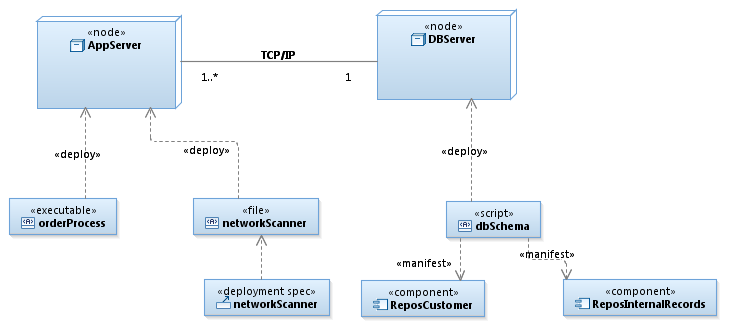 «node»
AppServer
«node»
DBServer
TCP/IP
1..*
1
«deploy»
«deploy»
«deploy»
«executable»
orderProcess
«file»
networkScanner
«script»
dbSchema
«manifest»
«manifest»
«deployment spec»
networkScanner
«component»
ReposCustomer
«component»
ReposInternalRecords